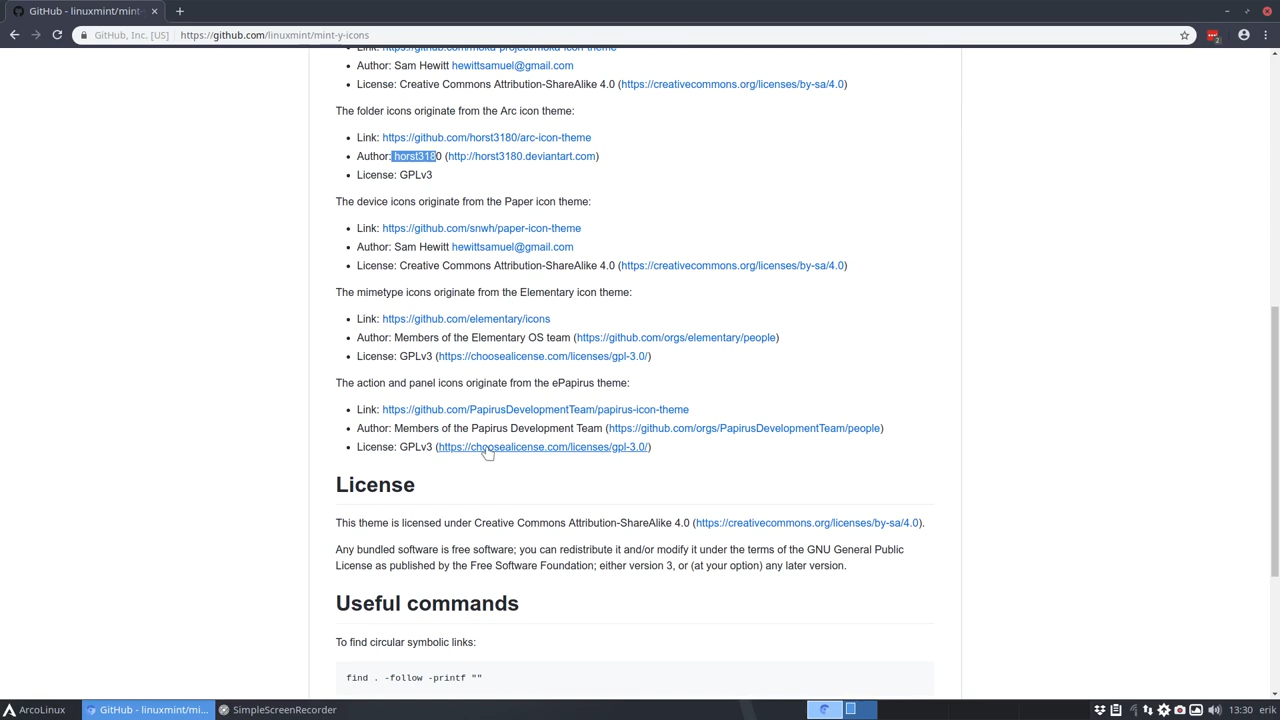 GitHub - linuxmint/mint-y
GitHub, Inc. [US]
https://github.com/linuxmint/mint-y-icons
2
Link: https://github.com/moka-project/moka-icon-theme
Author: Sam Hewitt hewittsamuel@gmail.com
License: Creative Commons Attribution-ShareAlike 4.0 (https://creativecommons.org/licenses/by-sa/4.0)
The folder icons originate from the Arc icon theme:
Link: https://github.com/horst3180/arc-icon-theme
Author: horst3180 (http://horst3180.deviantart.com)
License: GPLv3
The device icons originate from the Paper icon theme:
Link: https://github.com/snwh/paper-icon-theme
Author: Sam Hewitt hewittsamuel@gmail.com
License: Creative Commons Attribution-ShareAlike 4.0 (https://creativecommons.org/licenses/by-sa/4.0)
The mimetype icons originate from the Elementary icon theme:
Link: https://github.com/elementary/icons
Author: Members of the Elementary OS team (https://github.com/orgs/elementary/people)
License: GPLv3 (https://choosealicense.com/licenses/gpl-3.0/)
The action and panel icons originate from the ePapirus theme:
Link: https://github.com/PapirusDevelopmentTeam/papirus-icon-theme
Author: Members of the Papirus Development Team (https://github.com/orgs/PapirusDevelopmentTeam/people)
License: GPLv3 (https://choosealicense.com/licenses/gpl-3.0/)
License
This theme is licensed under Creative Commons Attribution-ShareAlike 4.0 (https://creativecommons.org/licenses/by-sa/4.0).
Any bundled software is free software; you can redistribute it and/or modify it under the terms of the GNU General Public
License as published by the Free Software Foundation; either version 3, or (at your option) any later version.
Useful commands
To find circular symbolic links:
find . -follow -printf ""
ArcoLinux
GitHub - linuxmint/mi...
SimpleScreenRecorder
13:30
erik